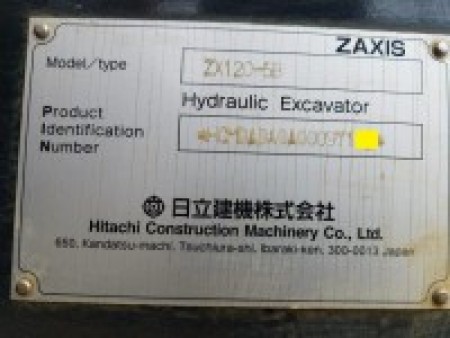 ZAXIS
Model/type ZX120-5B
Hydraulic Excavator
Product
Identification
Number
日立建機株式会社
Hitachi Construction Machinery Co., Ltd.
650, Kandatsu-machi, Tsuchiura-shi, Ibaraki-ken, 300-0013 Japan